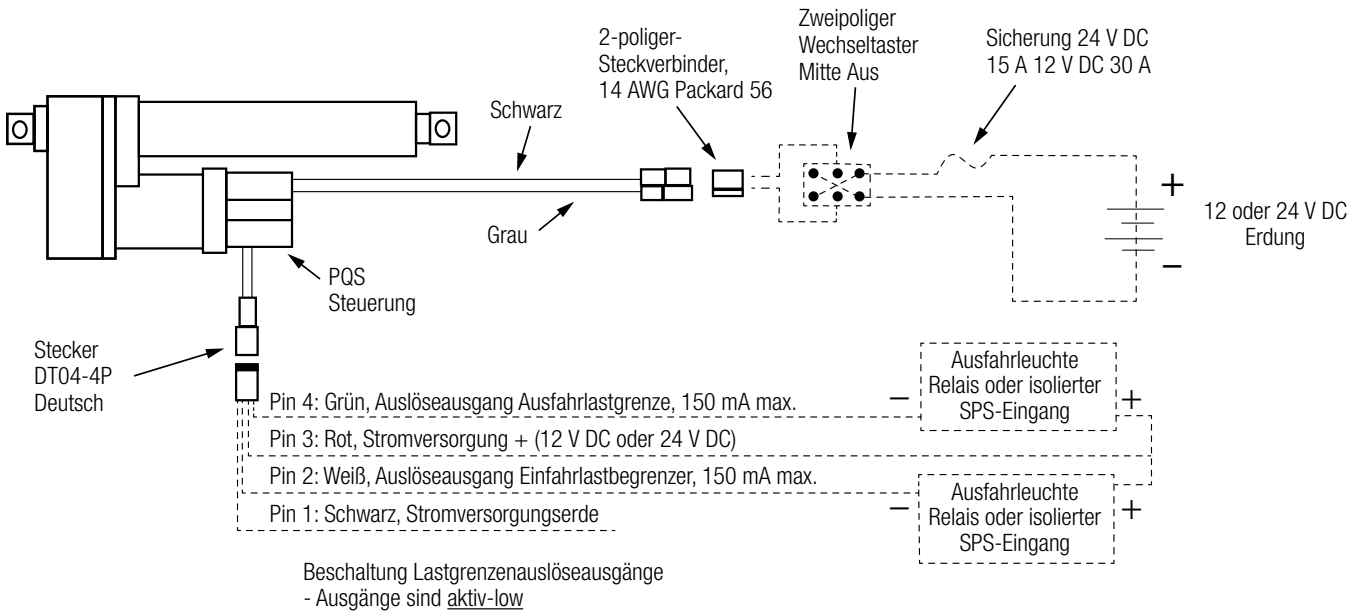 Zweipoliger
Wechseltaster
Mitte Aus
2-poliger-
Steckverbinder,
14 AWG Packard 56
Sicherung 24 V DC
15 A 12 V DC 30 A
Schwarz
Grau
+
12 oder 24 V DC
Erdung
−
PQS
Steuerung
Stecker
DT04-4P
Deutsch
Pin 4: Grün, Auslöseausgang Ausfahrlastgrenze, 150 mA max.
Pin 3: Rot, Stromversorgung + (12 V DC oder 24 V DC)
Pin 2: Weiß, Auslöseausgang Einfahrlastbegrenzer, 150 mA max.
Pin 1: Schwarz, Stromversorgungserde
−
Ausfahrleuchte
Relais oder isolierter
SPS-Eingang
+
−
Ausfahrleuchte
Relais oder isolierter
SPS-Eingang
+
Beschaltung Lastgrenzenauslöseausgänge
- Ausgänge sind aktiv-low